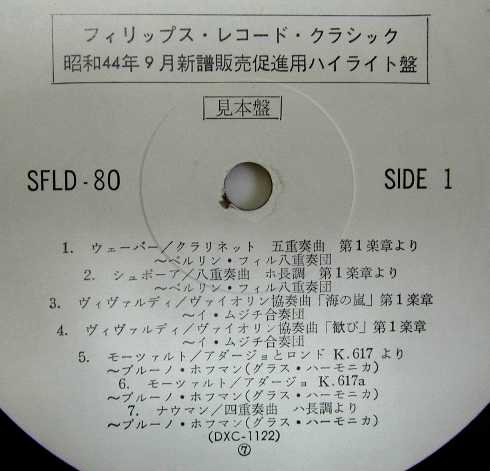 フィリップス・レコード・クラシック
昭和44年9月新譜販売促進用ハイライト盤
見本盤
SFLD-80
SIDE 1
1. ウェーバー/クラリネット 五重奏曲 第1楽章より
～ベルリン・フィル八重奏団
2. シュポーア/八重奏曲 ホ長調 第1楽章より
～ベルリン・フィル八重奏団
3. ヴィヴァルディ/ヴァイオリン協奏曲「海の嵐」第1楽章
～イ・ムジチ合奏団
4. ヴィヴァルディ/ヴァイオリン協奏曲「歓び」第1楽章
～イ・ムジチ合奏団
5. モーツァルト/アダージョとロンド K.617 より
～ブルーノ・ホフマン(グラス・ハーモニカ)
6. モーツァルト/アダージョ K.617a
～ブルーノ・ホフマン(グラス・ハーモニカ)
7. ナウマン/四重奏曲 ハ長調より
～ブルーノ・ホフマン(グラス・ハーモニカ)
(DXC-1122)
⑦